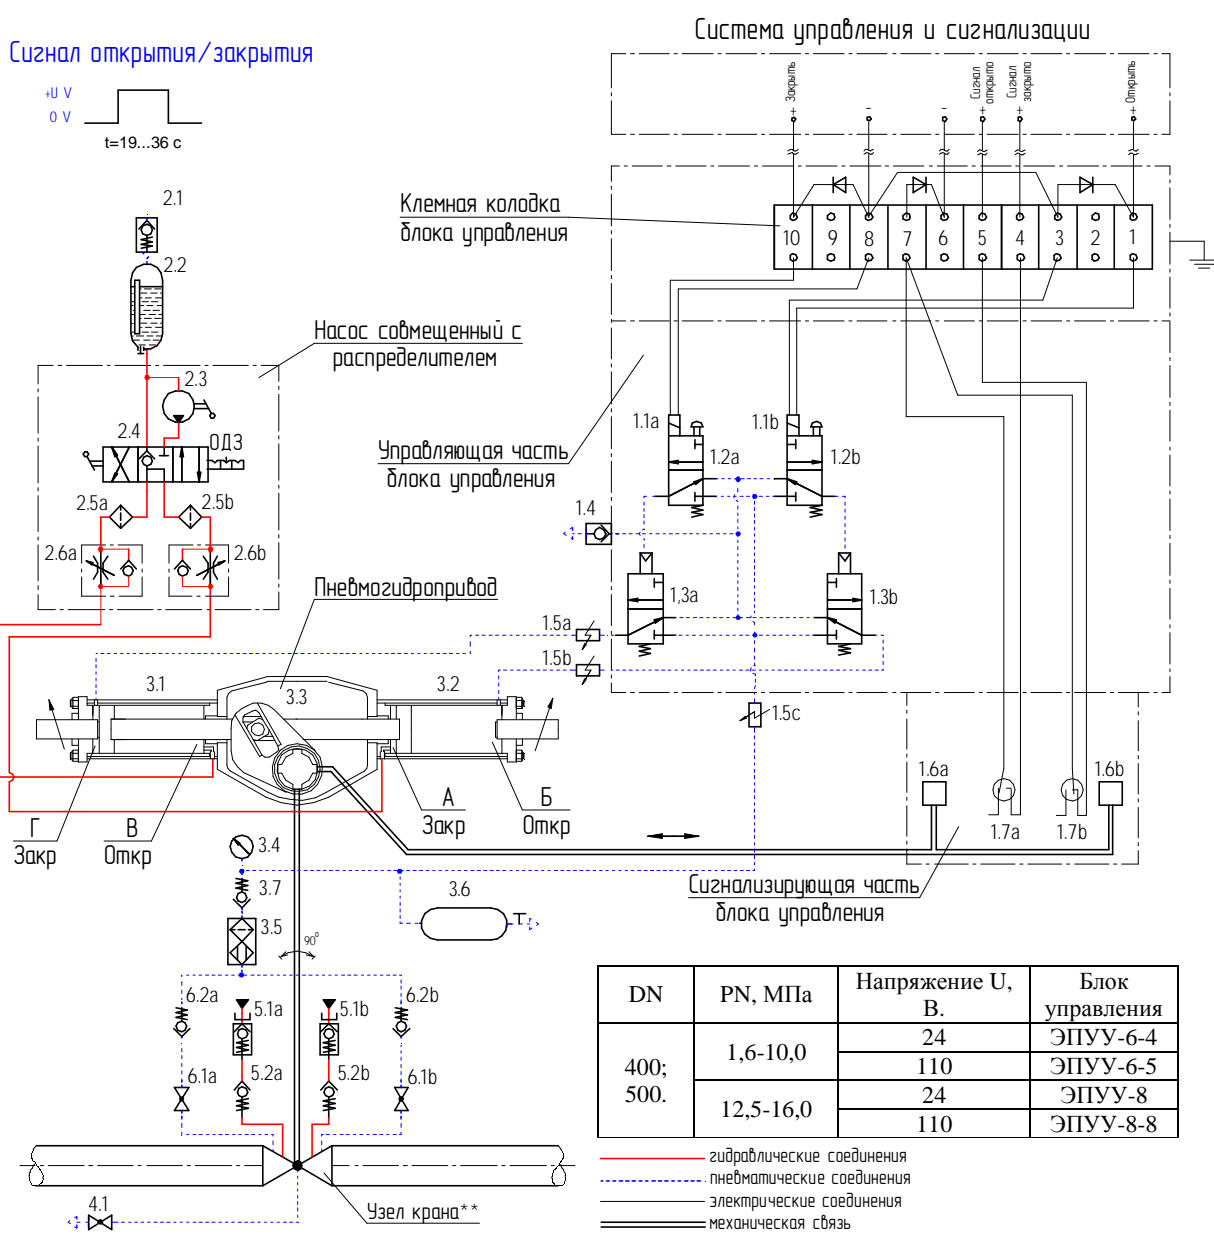 Система управления и сигнализации
Сигнал открытия/закрытия
+U V
0 V
t=19...36 с
+ Закрыть
-
-
+ Сигнал открыто
+ Сигнал закрыто
+ Открыть
Клемная колодка
блока управления
10 9 8 7 6 5 4 3 2 1
2.1
2.2
Насос совмещенный с
распределителем
2.3
2.4
ОДЗ
2.5a
2.5b
2.6a
2.6b
Управляющая часть
блока управления
1.1a
1.1b
1.2a
1.2b
1.4
1,3a
1.3b
Пневмогидропривод
1.5a
1.5b
1.5c
3.1
3.2
3.3
1.6a
1.6b
1.7a
1.7b
А
Закр
Б
Откр
Г
Закр
В
Откр
3.4
3.7
3.5
3.6
Т
90°
Сигнализирующая часть
блока управления
6.2a
5.1a
5.1b
6.2b
6.1a
5.2a
5.2b
6.1b
4.1
Узел крана**
DN PN, МПа Напряжение U, В. Блок управления
400; 500. 1,6-10,0 24 ЭПУУ-6-4
110 ЭПУУ-6-5
12,5-16,0 24 ЭПУУ-8
110 ЭПУУ-8-8
гидравлические соединения
пневматические соединения
электрические соединения
механическая связь